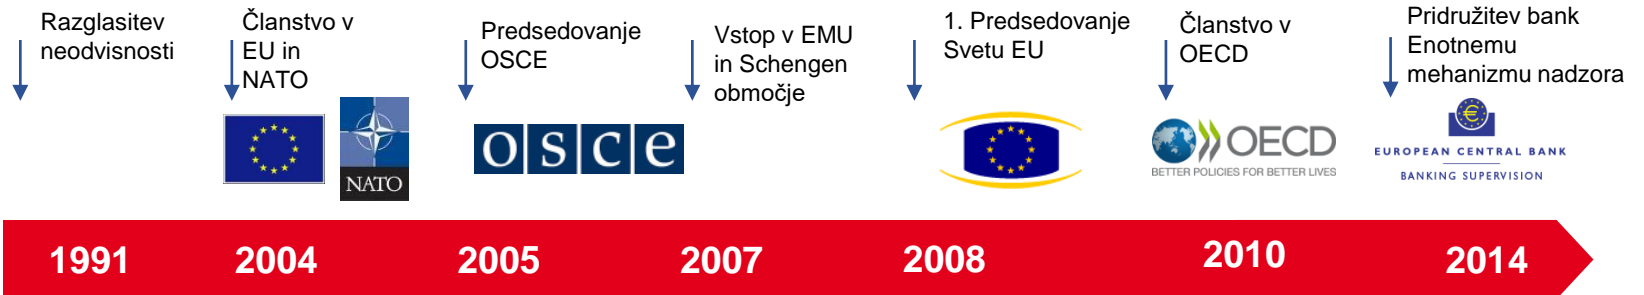 Razglasitev
neodvisnosti
Članstvo v
EU in
NATO
NATO
Predsedovanje
OSCE
osce
Vstop v EMU
in Schengen
območje
1. Predsedovanje
Svetu EU
Članstvo v
OECD
OECD
BETTER POLICIES FOR BETTER LIVES
Pridružitev bank
Enotnemu
mehanizmu nadzora
EUROPEAN CENTRAL BANK
BANKING SUPERVISION
1991
2004
2005
2007
2008
2010
2014